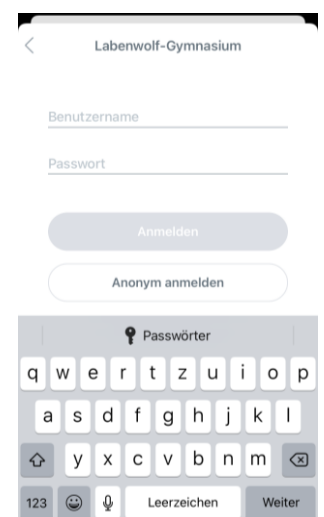 Labenwolf-Gymnasium
Benutzername
Passwort
Anmelden
Anonym anmelden
Passwörter
q w e r t z u i o p
a s d f g h j k l
y x c v b n m
123 Leerzeichen Weiter